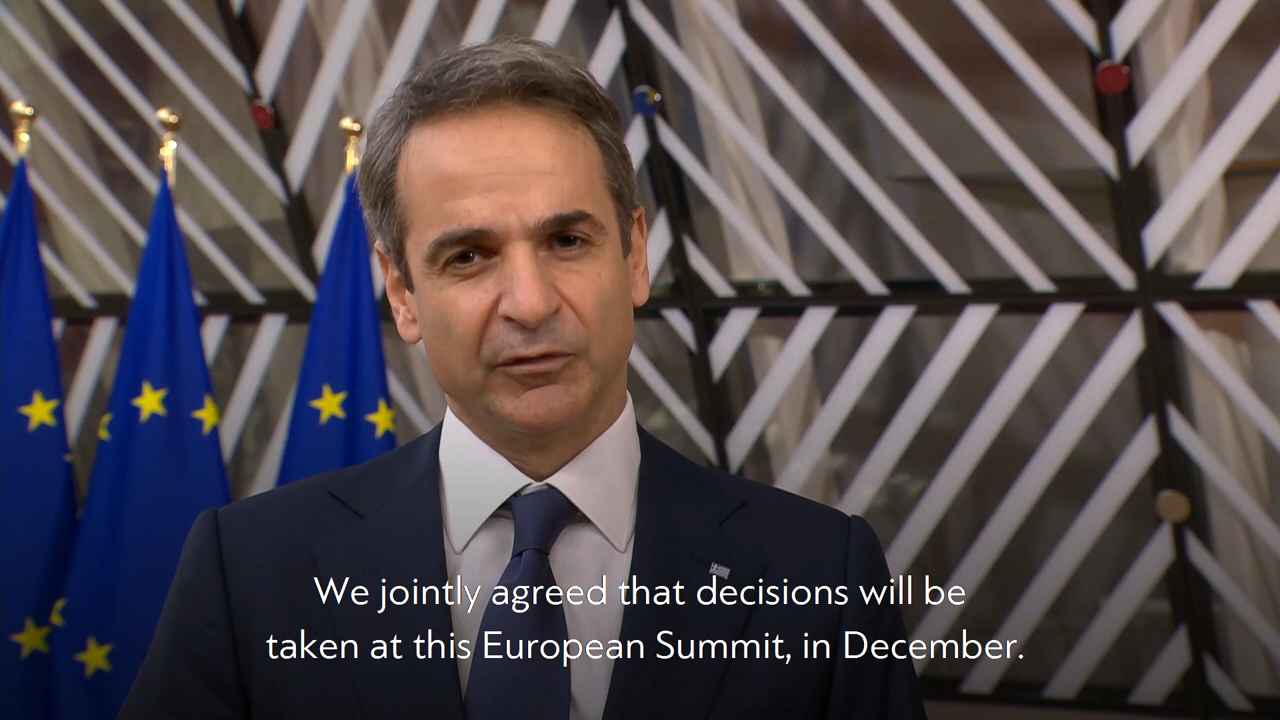 We jointly agreed that decisions will be
taken at this European Summit, in December.